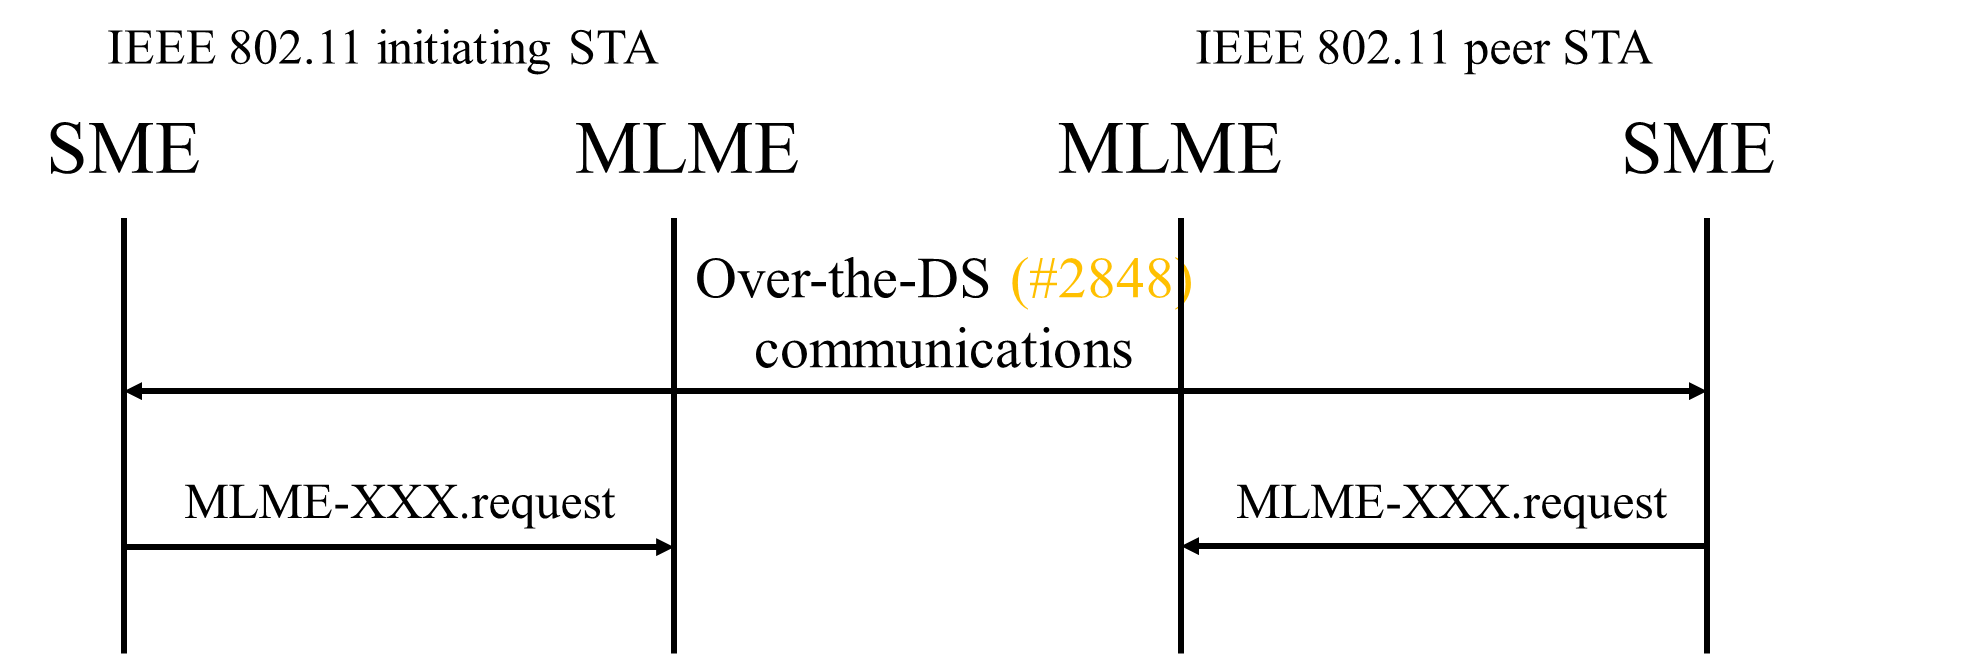 IEEE 802.11 initiating STA
IEEE 802.11 peer STA
SME
MLME
MLME
SME
Over-the-DS (#2848)
communications
MLME-XXX.request
MLME-XXX.request